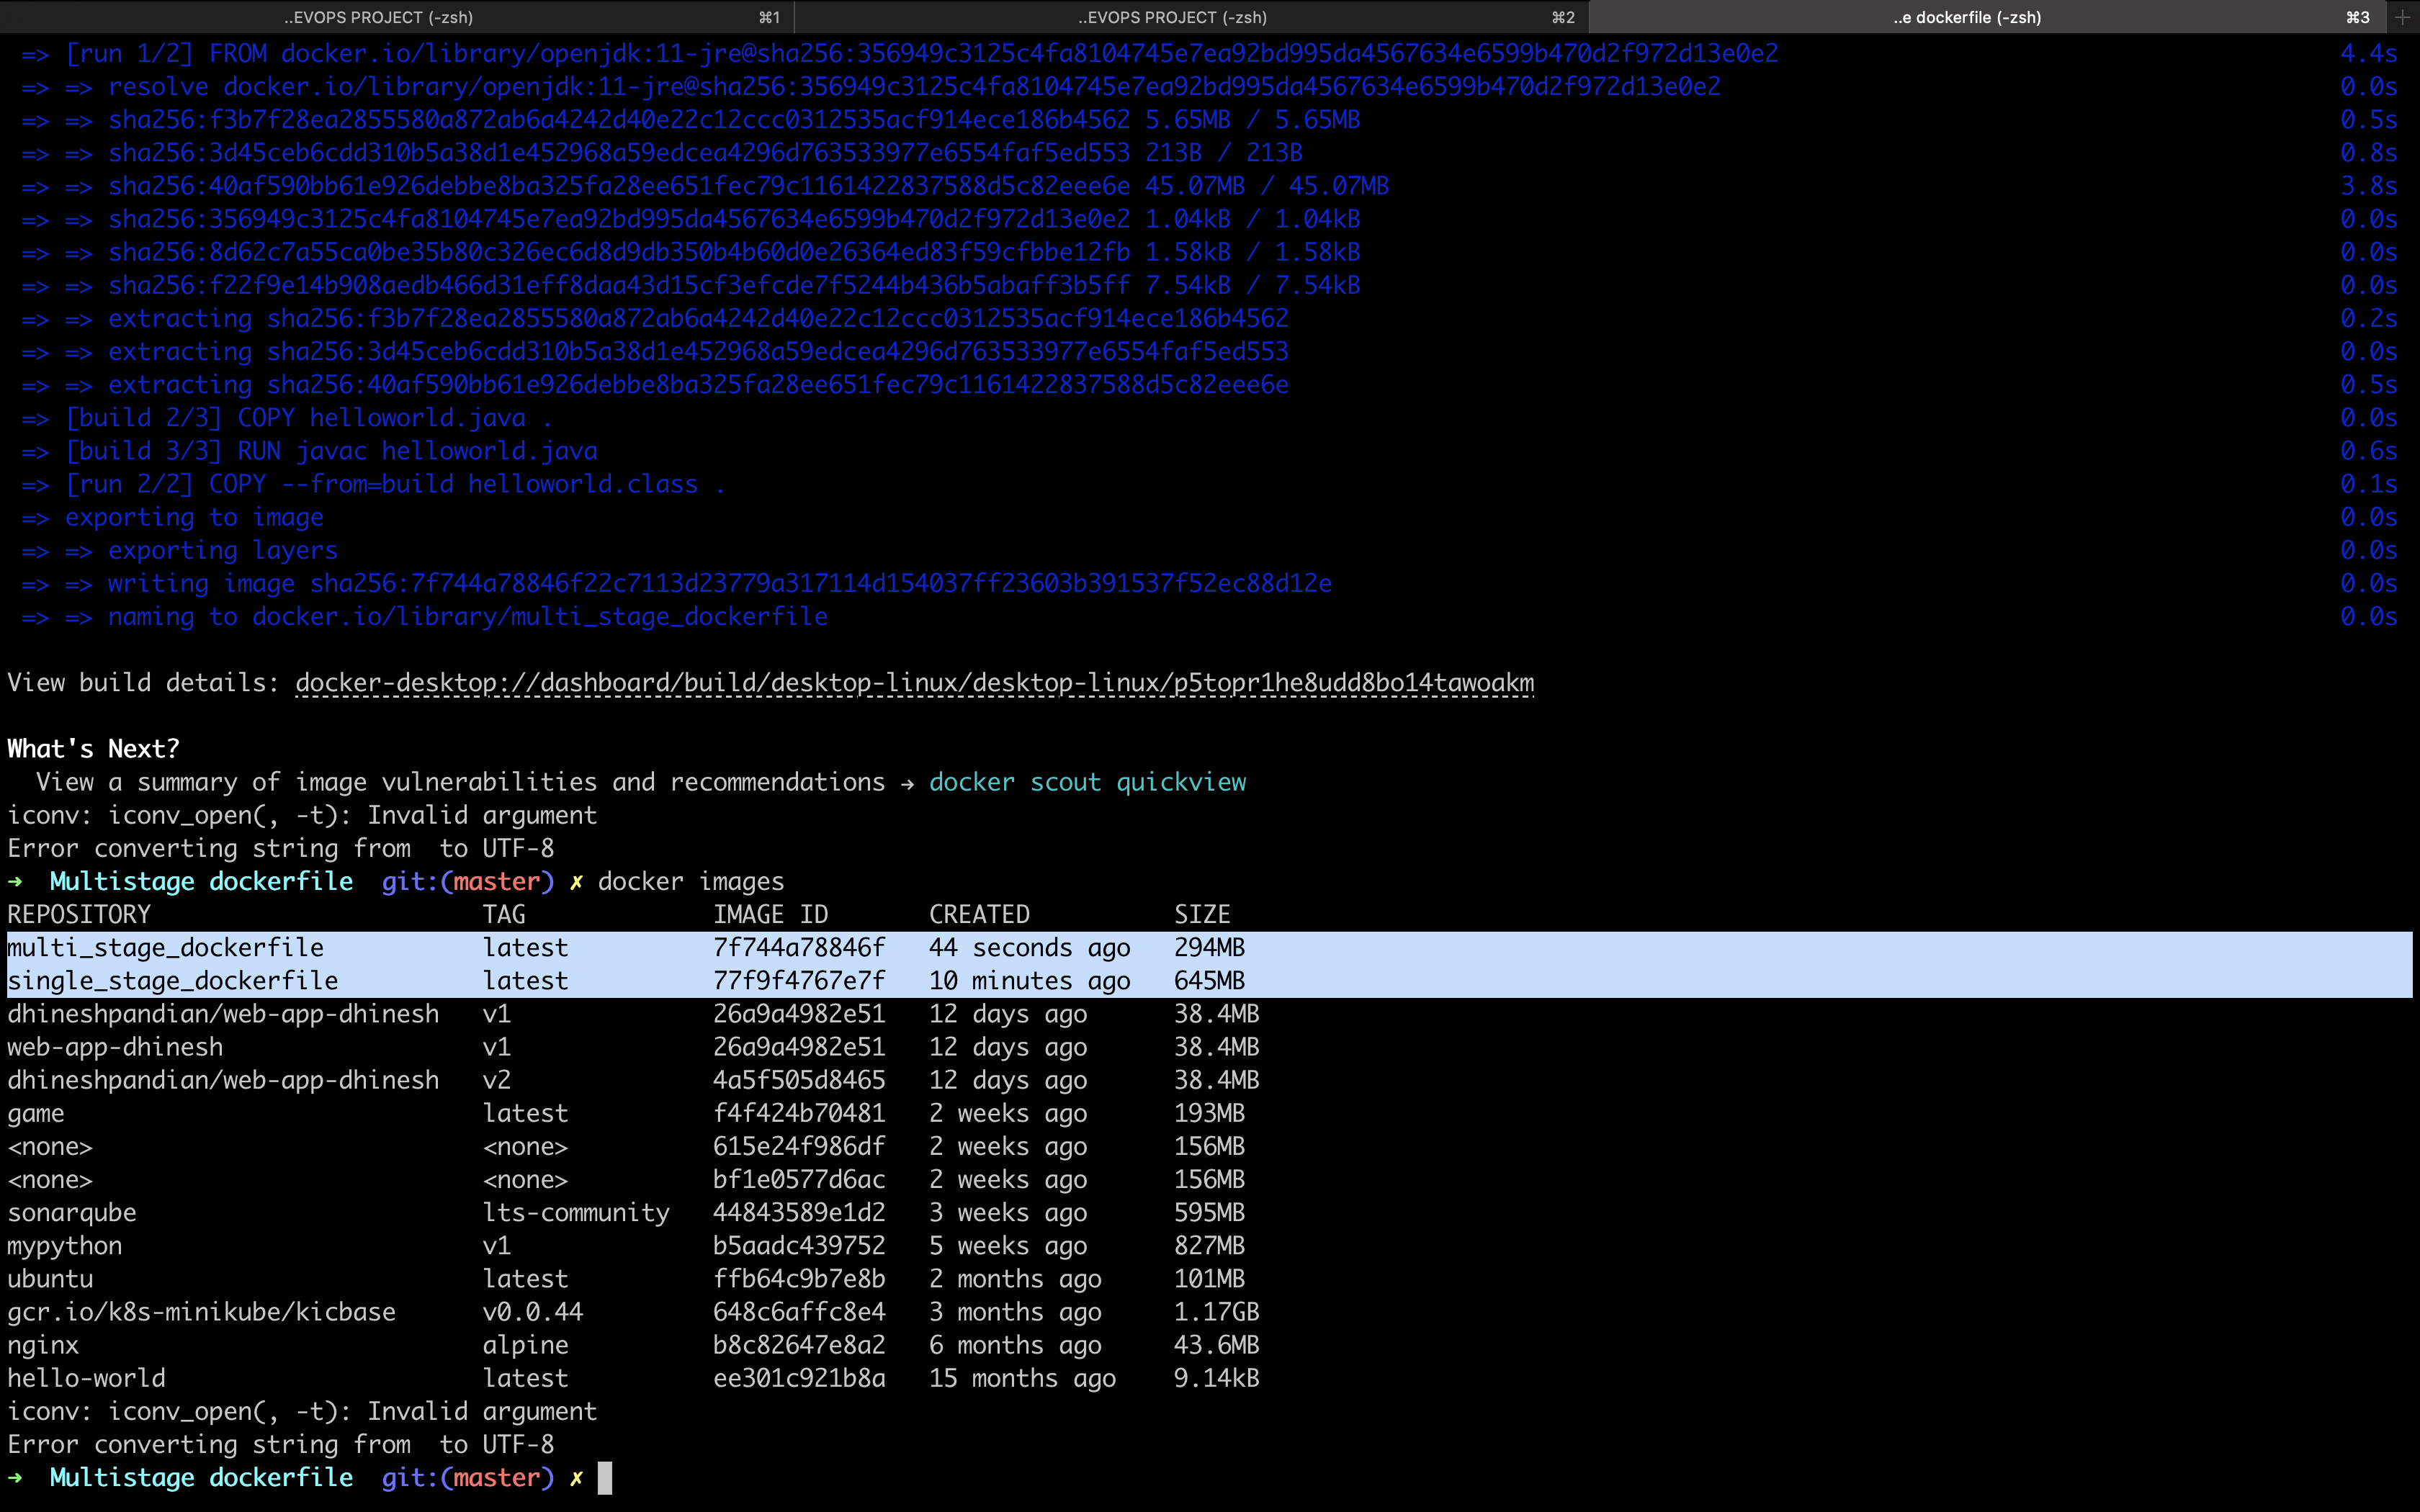 ..EVOPS PROJECT (-zsh) ⌘1 ..EVOPS PROJECT (-zsh) ⌘2 ..e dockerfile (-zsh) ⌘3 +
=> [run 1/2] FROM docker.io/library/openjdk:11-jre@sha256:356949c3125c4fa8104745e7ea92bd995da4567634e6599b470d2f972d13e0e2 4.4s
=> => resolve docker.io/library/openjdk:11-jre@sha256:356949c3125c4fa8104745e7ea92bd995da4567634e6599b470d2f972d13e0e2 0.0s
=> => sha256:f3b7f28ea2855580a872ab6a4242d40e22c12ccc0312535acf914ece186b4562 5.65MB / 5.65MB 0.5s
=> => sha256:3d45ceb6cdd310b5a38d1e452968a59edcea4296d763533977e6554faf5ed553 213B / 213B 0.8s
=> => sha256:40af590bb61e926debbe8ba325fa28ee651fec79c1161422837588d5c82eee6e 45.07MB / 45.07MB 3.8s
=> => sha256:356949c3125c4fa8104745e7ea92bd995da4567634e6599b470d2f972d13e0e2 1.04kB / 1.04kB 0.0s
=> => sha256:8d62c7a55ca0be35b80c326ec6d8d9db350b4b60d0e26364ed83f59cfbbe12fb 1.58kB / 1.58kB 0.0s
=> => sha256:f22f9e14b908aedb466d31eff8daa43d15cf3efcde7f5244b436b5abaff3b5ff 7.54kB / 7.54kB 0.0s
=> => extracting sha256:f3b7f28ea2855580a872ab6a4242d40e22c12ccc0312535acf914ece186b4562 0.2s
=> => extracting sha256:3d45ceb6cdd310b5a38d1e452968a59edcea4296d763533977e6554faf5ed553 0.0s
=> => extracting sha256:40af590bb61e926debbe8ba325fa28ee651fec79c1161422837588d5c82eee6e 0.5s
=> [build 2/3] COPY helloworld.java . 0.0s
=> [build 3/3] RUN javac helloworld.java 0.6s
=> [run 2/2] COPY --from=build helloworld.class . 0.1s
=> exporting to image 0.0s
=> => exporting layers 0.0s
=> => writing image sha256:7f744a78846f22c7113d23779a317114d154037ff23603b391537f52ec88d12e 0.0s
=> => naming to docker.io/library/multi_stage_dockerfile 0.0s
View build details: docker-desktop://dashboard/build/desktop-linux/desktop-linux/p5topr1he8udd8bo14tawoakm
What's Next?
View a summary of image vulnerabilities and recommendations → docker scout quickview
iconv: iconv_open(, -t): Invalid argument
Error converting string from  to UTF-8
→ Multistage dockerfile git:(master) ✗ docker images
REPOSITORY TAG IMAGE ID CREATED SIZE
multi_stage_dockerfile latest 7f744a78846f 44 seconds ago 294MB
single_stage_dockerfile latest 77f9f4767e7f 10 minutes ago 645MB
dhineshpandian/web-app-dhinesh v1 26a9a4982e51 12 days ago 38.4MB
web-app-dhinesh v1 26a9a4982e51 12 days ago 38.4MB
dhineshpandian/web-app-dhinesh v2 4a5f505d8465 12 days ago 38.4MB
game latest f4f424b70481 2 weeks ago 193MB
<none> <none> 615e24f986df 2 weeks ago 156MB
<none> <none> bf1e0577d6ac 2 weeks ago 156MB
sonarqube lts-community 44843589e1d2 3 weeks ago 595MB
mypython v1 b5aadc439752 5 weeks ago 827MB
ubuntu latest ffb64c9b7e8b 2 months ago 101MB
gcr.io/k8s-minikube/kicbase v0.0.44 648c6affc8e4 3 months ago 1.17GB
nginx alpine b8c82647e8a2 6 months ago 43.6MB
hello-world latest ee301c921b8a 15 months ago 9.14kB
iconv: iconv_open(, -t): Invalid argument
Error converting string from  to UTF-8
→ Multistage dockerfile git:(master) ✗